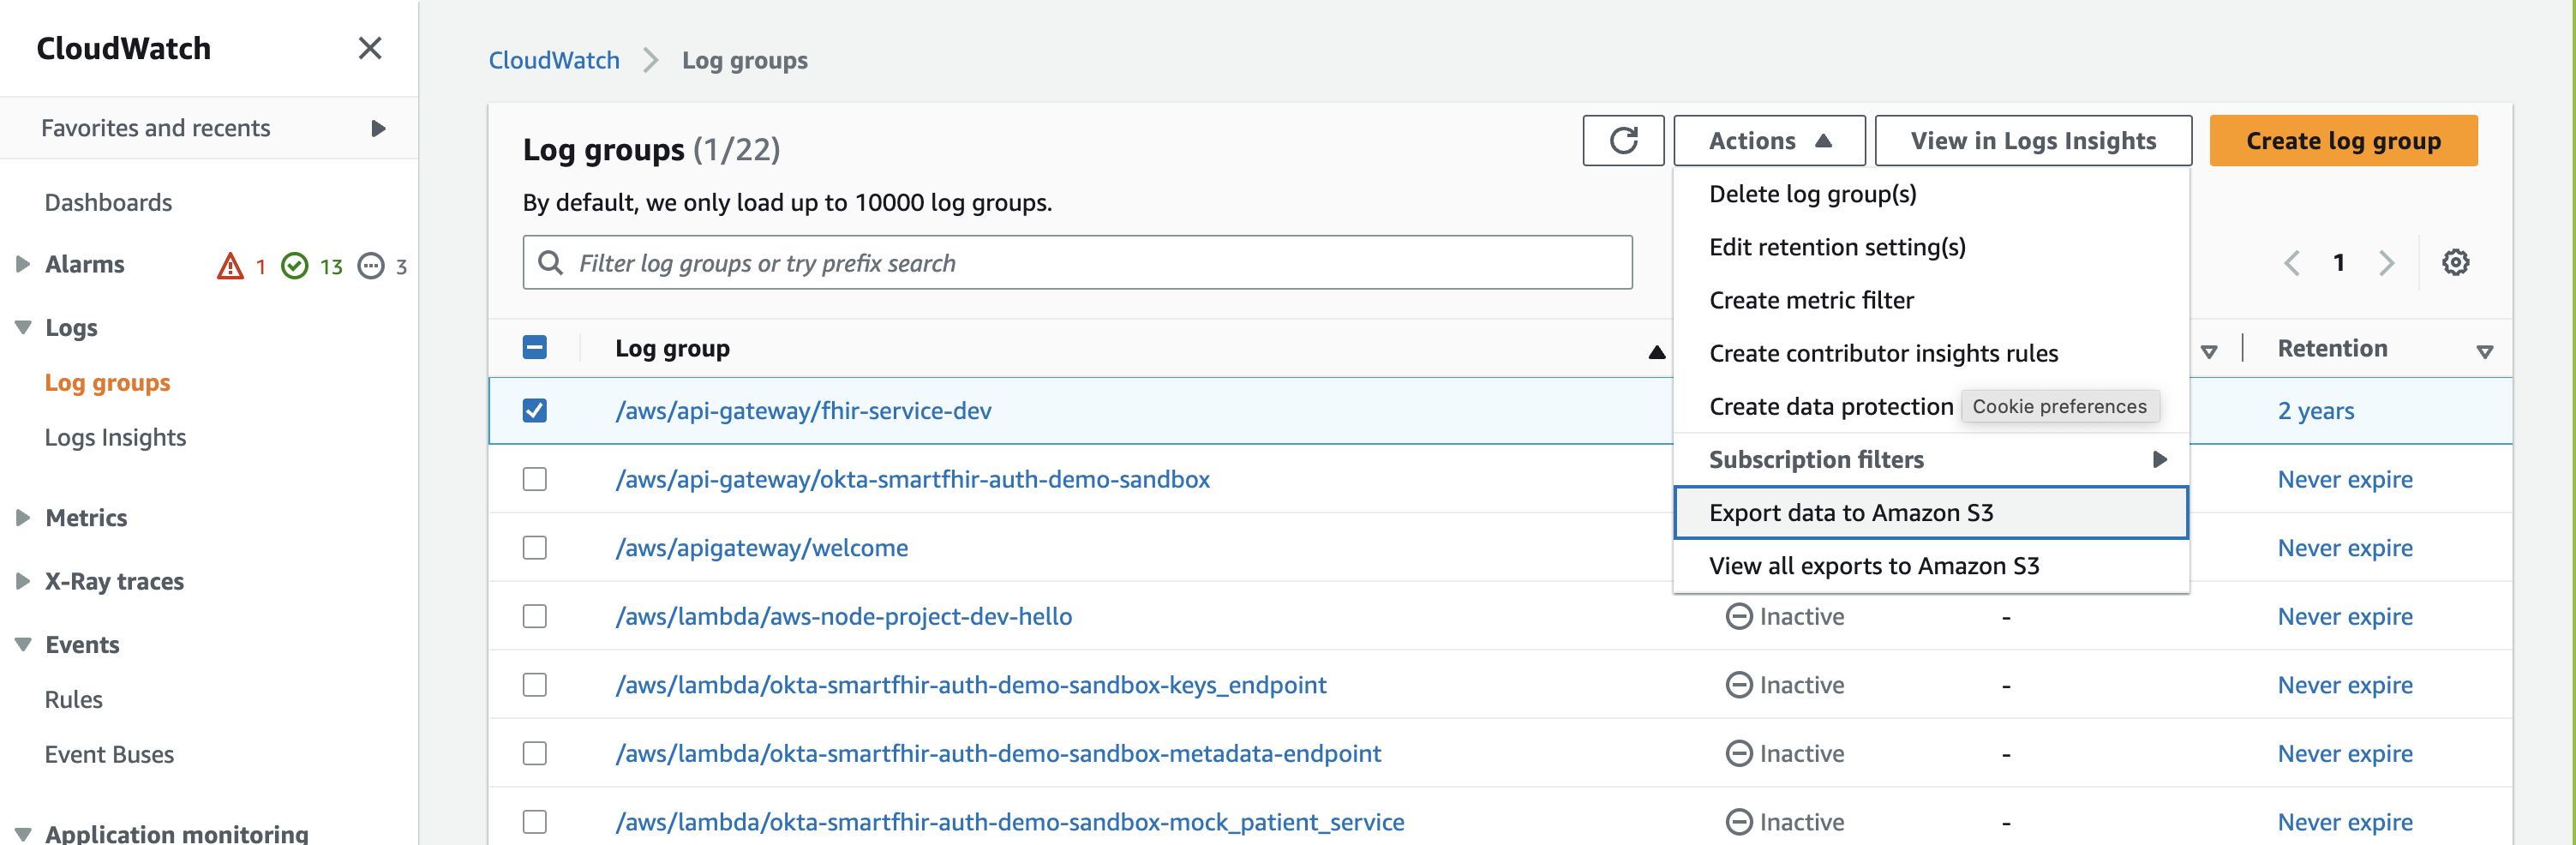 CloudWatch
Favorites and recents
Dashboards
Alarms 1 13 3
Logs
Log groups
Logs Insights
Metrics
X-Ray traces
Events
Rules
Event Buses
Application monitoring
CloudWatch Log groups
Log groups (1/22)
Actions
View in Logs Insights
Create log group
By default, we only load up to 10000 log groups.
Filter log groups or try prefix search
1
Delete log group(s)
Edit retention setting(s)
Create metric filter
Create contributor insights rules
Create data protection
Cookie preferences
Subscription filters
Export data to Amazon S3
View all exports to Amazon S3
Log group Retention
/aws/api-gateway/fhir-service-dev 2 years
/aws/api-gateway/okta-smartfhir-auth-demo-sandbox Never expire
/aws/apigateway/welcome Never expire
/aws/lambda/aws-node-project-dev-hello Inactive - Never expire
/aws/lambda/okta-smartfhir-auth-demo-sandbox-keys_endpoint Inactive - Never expire
/aws/lambda/okta-smartfhir-auth-demo-sandbox-metadata-endpoint Inactive - Never expire
/aws/lambda/okta-smartfhir-auth-demo-sandbox-mock_patient_service Inactive - Never expire